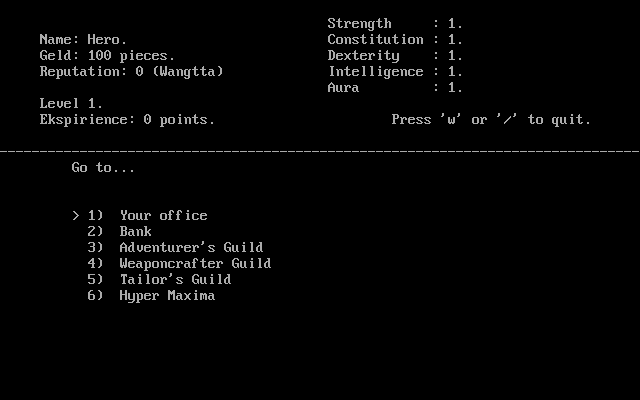 Name: Hero.
Geld: 100 pieces.
Reputation: 0 (Wangtta)
Level 1.
Ekspirience: 0 points.
Strength     : 1.
Constitution : 1.
Dexterity    : 1.
Intelligence : 1.
Aura         : 1.
Press 'w' or '/' to quit.
Go to...
> 1)  Your office
2)  Bank
3)  Adventurer's Guild
4)  Weaponcrafter Guild
5)  Tailor's Guild
6)  Hyper Maxima